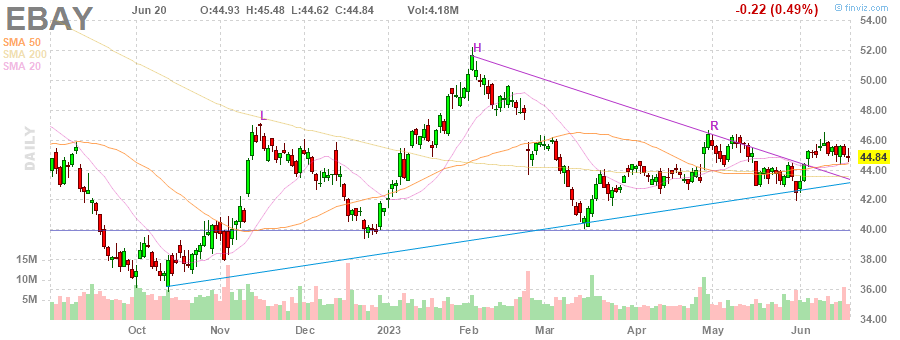 EBAY
Jun 20 O:44.93 H:45.48 L:44.62 C:44.84 Vol:4.18M -0.22 (0.49%) © finviz.com
SMA 50
SMA 200
SMA 20
DAILY
H
L
R
54.00
52.00
50.00
48.00
46.00
44.84
44.00
42.00
40.00
38.00
36.00
34.00
15M
10M
5M
Oct Nov Dec 2023 Feb Mar Apr May Jun